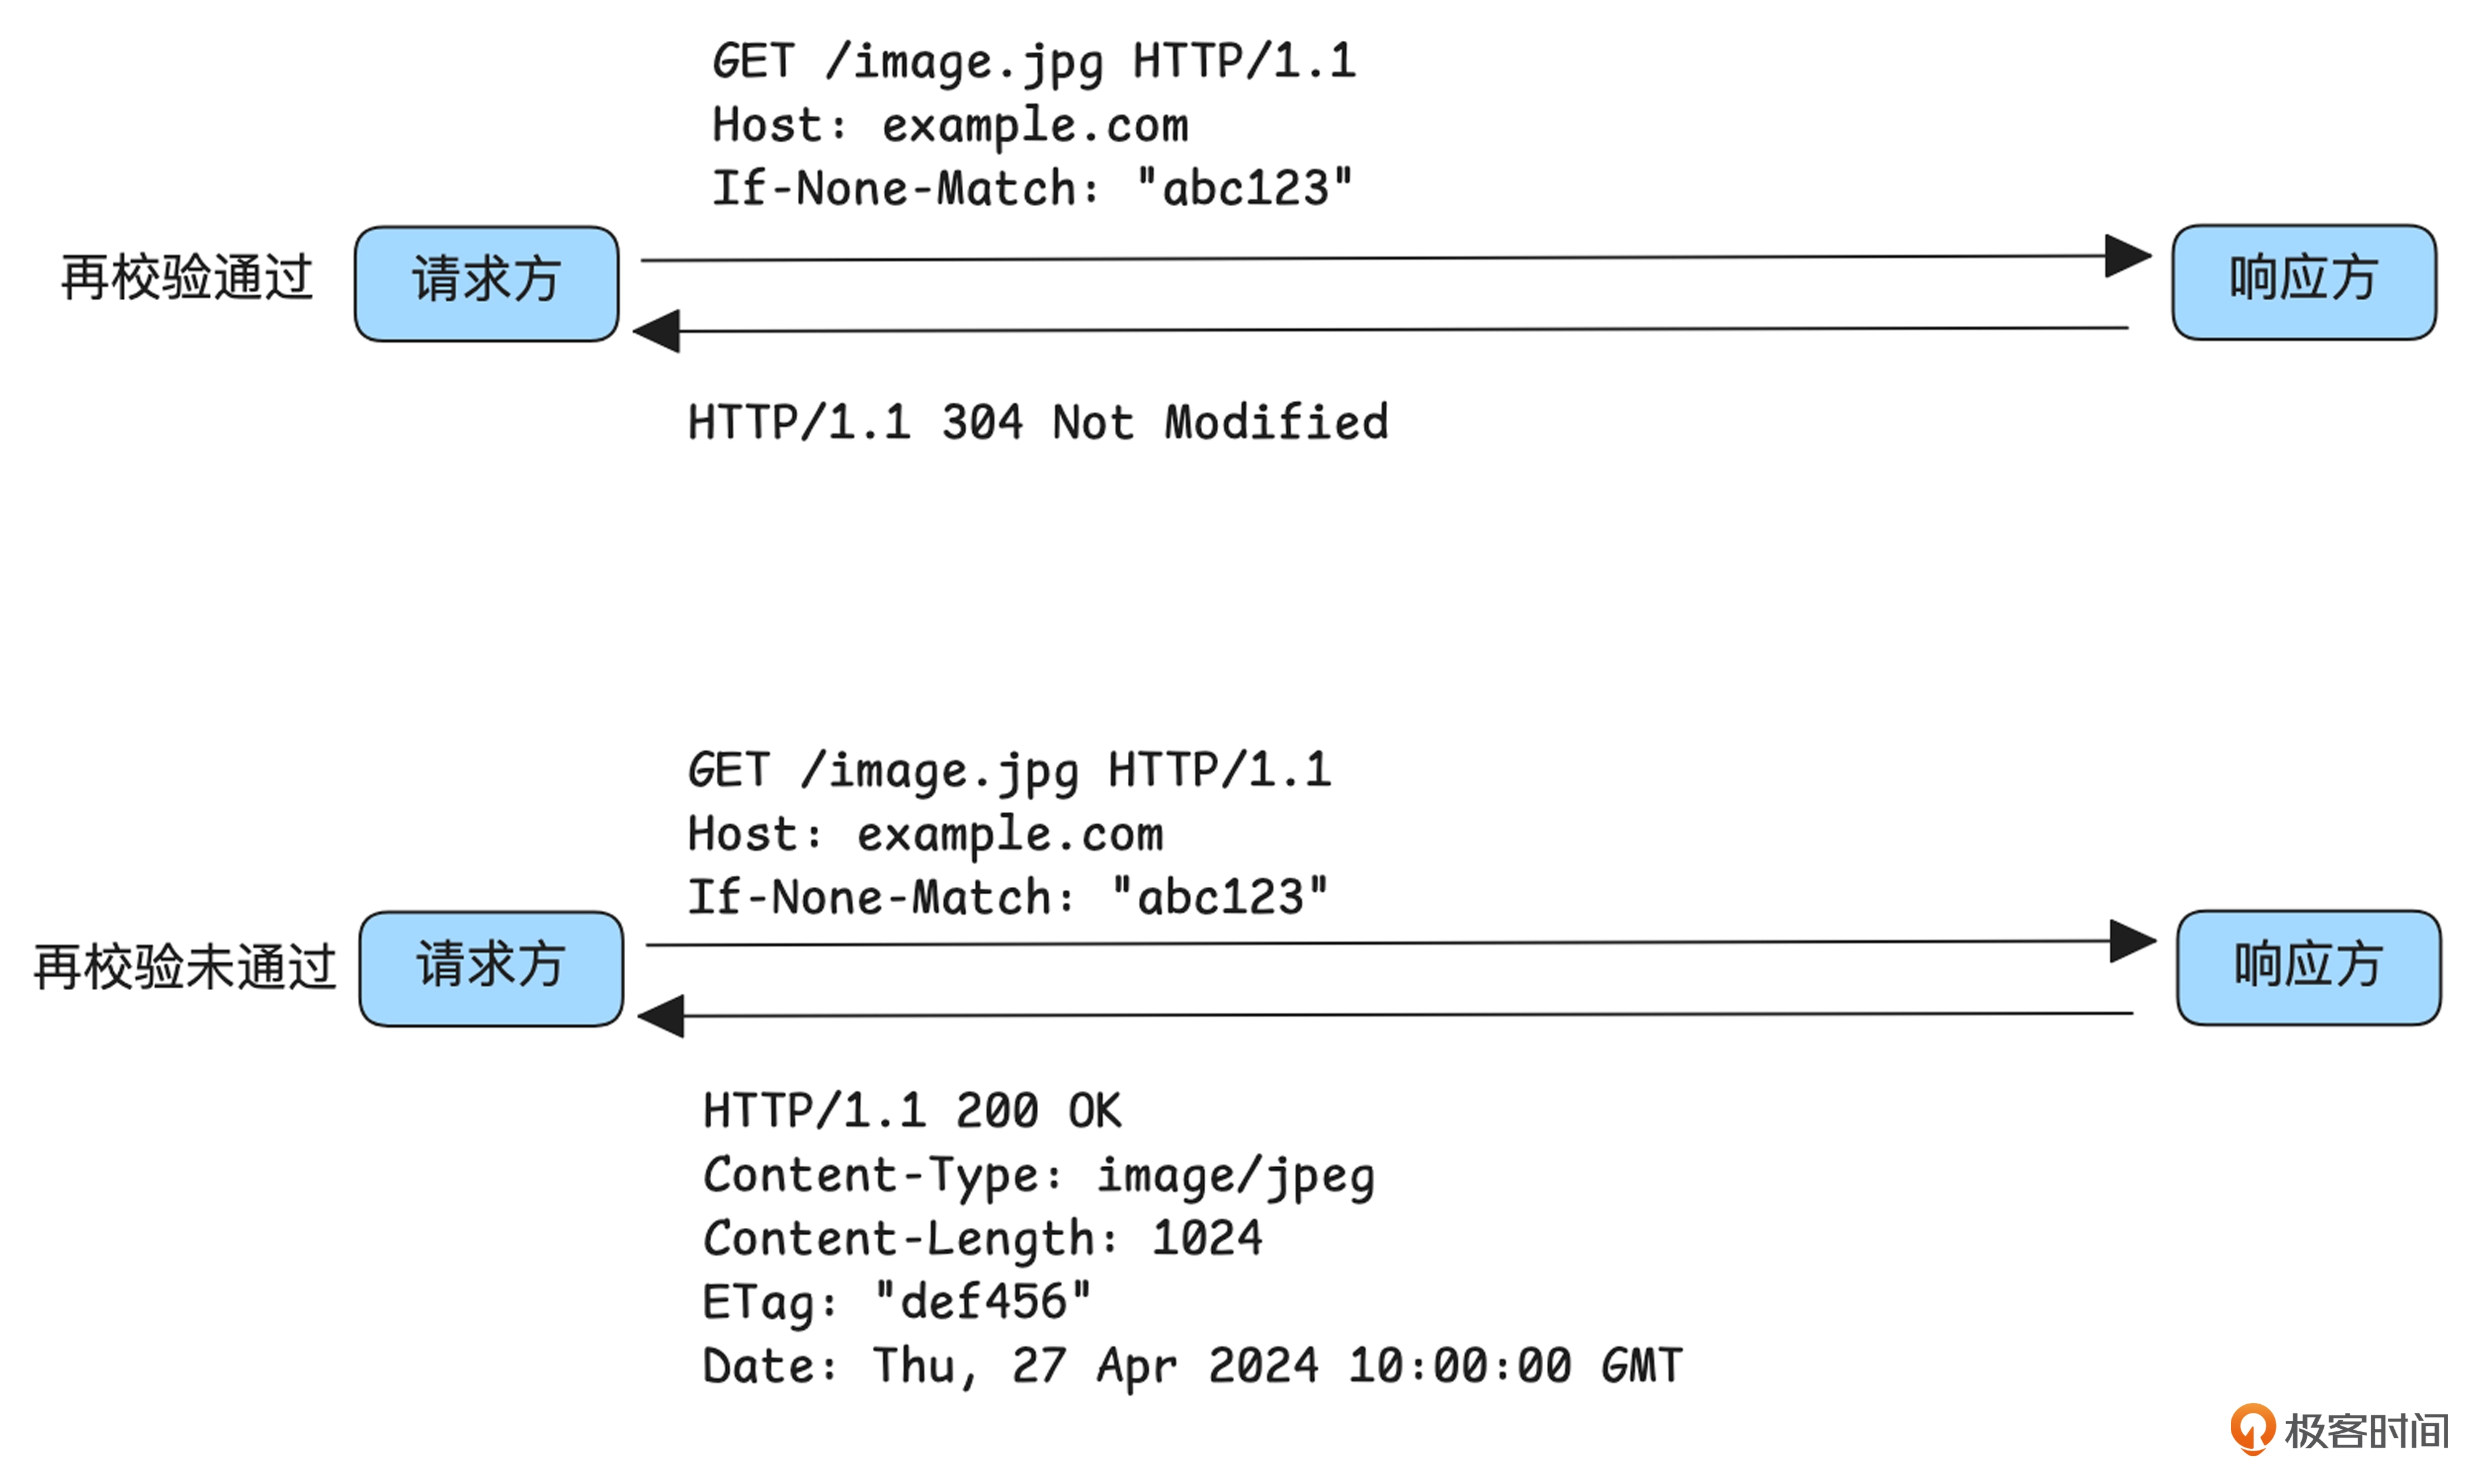 GET /image.jpg HTTP/1.1
Host: example.com
If-None-Match: "abc123"
再校验通过
请求方
响应方
HTTP/1.1 304 Not Modified
GET /image.jpg HTTP/1.1
Host: example.com
If-None-Match: "abc123"
再校验未通过
请求方
响应方
HTTP/1.1 200 OK
Content-Type: image/jpeg
Content-Length: 1024
ETag: "def456"
Date: Thu, 27 Apr 2024 10:00:00 GMT
极客时间